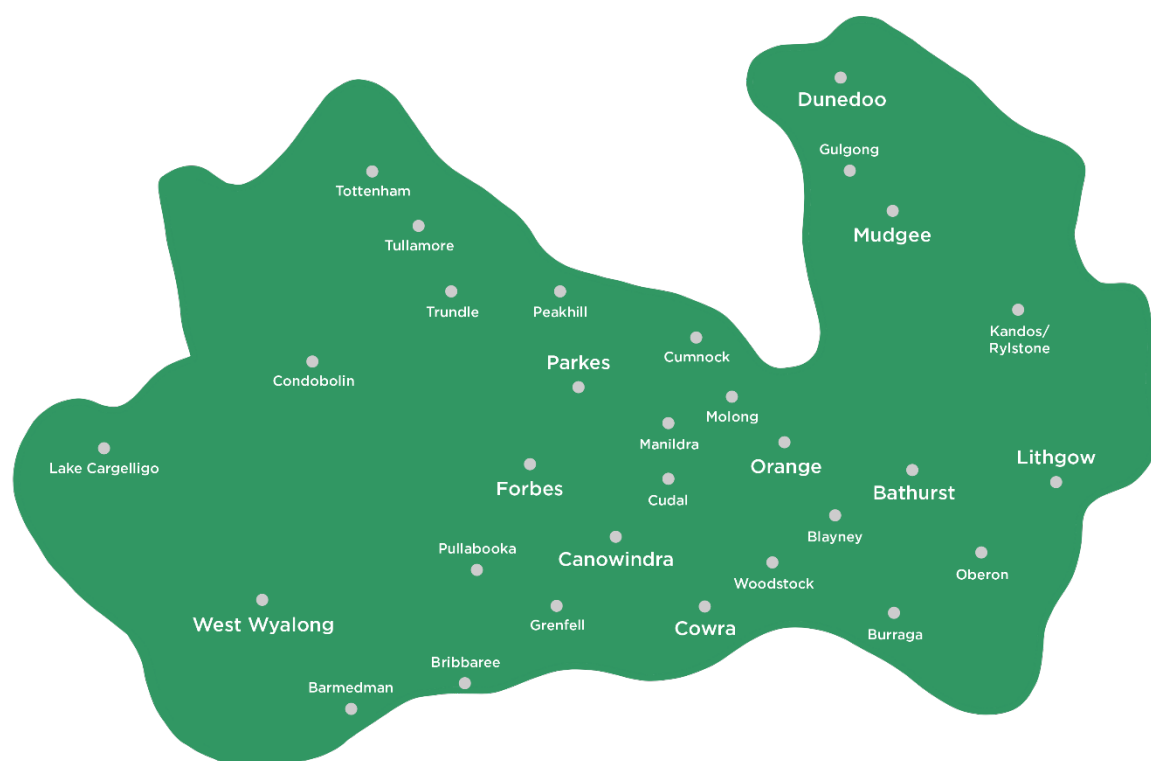 Dunedoo
Gulgong
Tottenham
Mudgee
Tullamore
Trundle
Peakhill
Kandos/
Rylstone
Cumnock
Parkes
Condobolin
Molong
Manildra
Lithgow
Orange
Lake Cargelligo
Forbes
Bathurst
Cudal
Blayney
Pullabooka
Canowindra
Oberon
Woodstock
West Wyalong
Grenfell
Cowra
Burraga
Bribbaree
Barmedman